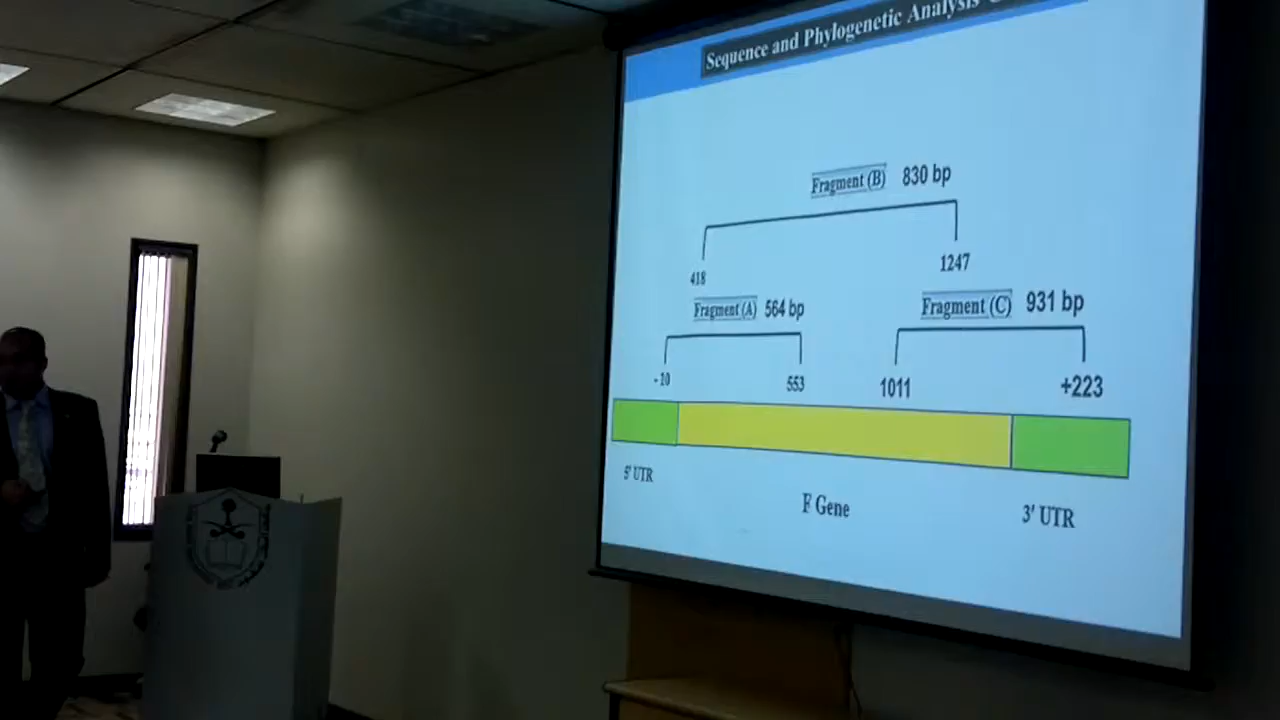 Sequence and Phylogenetic Analysis
Fragment (B) 830 bp
418 1247
Fragment (A) 564 bp Fragment (C) 931 bp
-10 553 1011 +223
5' UTR
F Gene 3' UTR